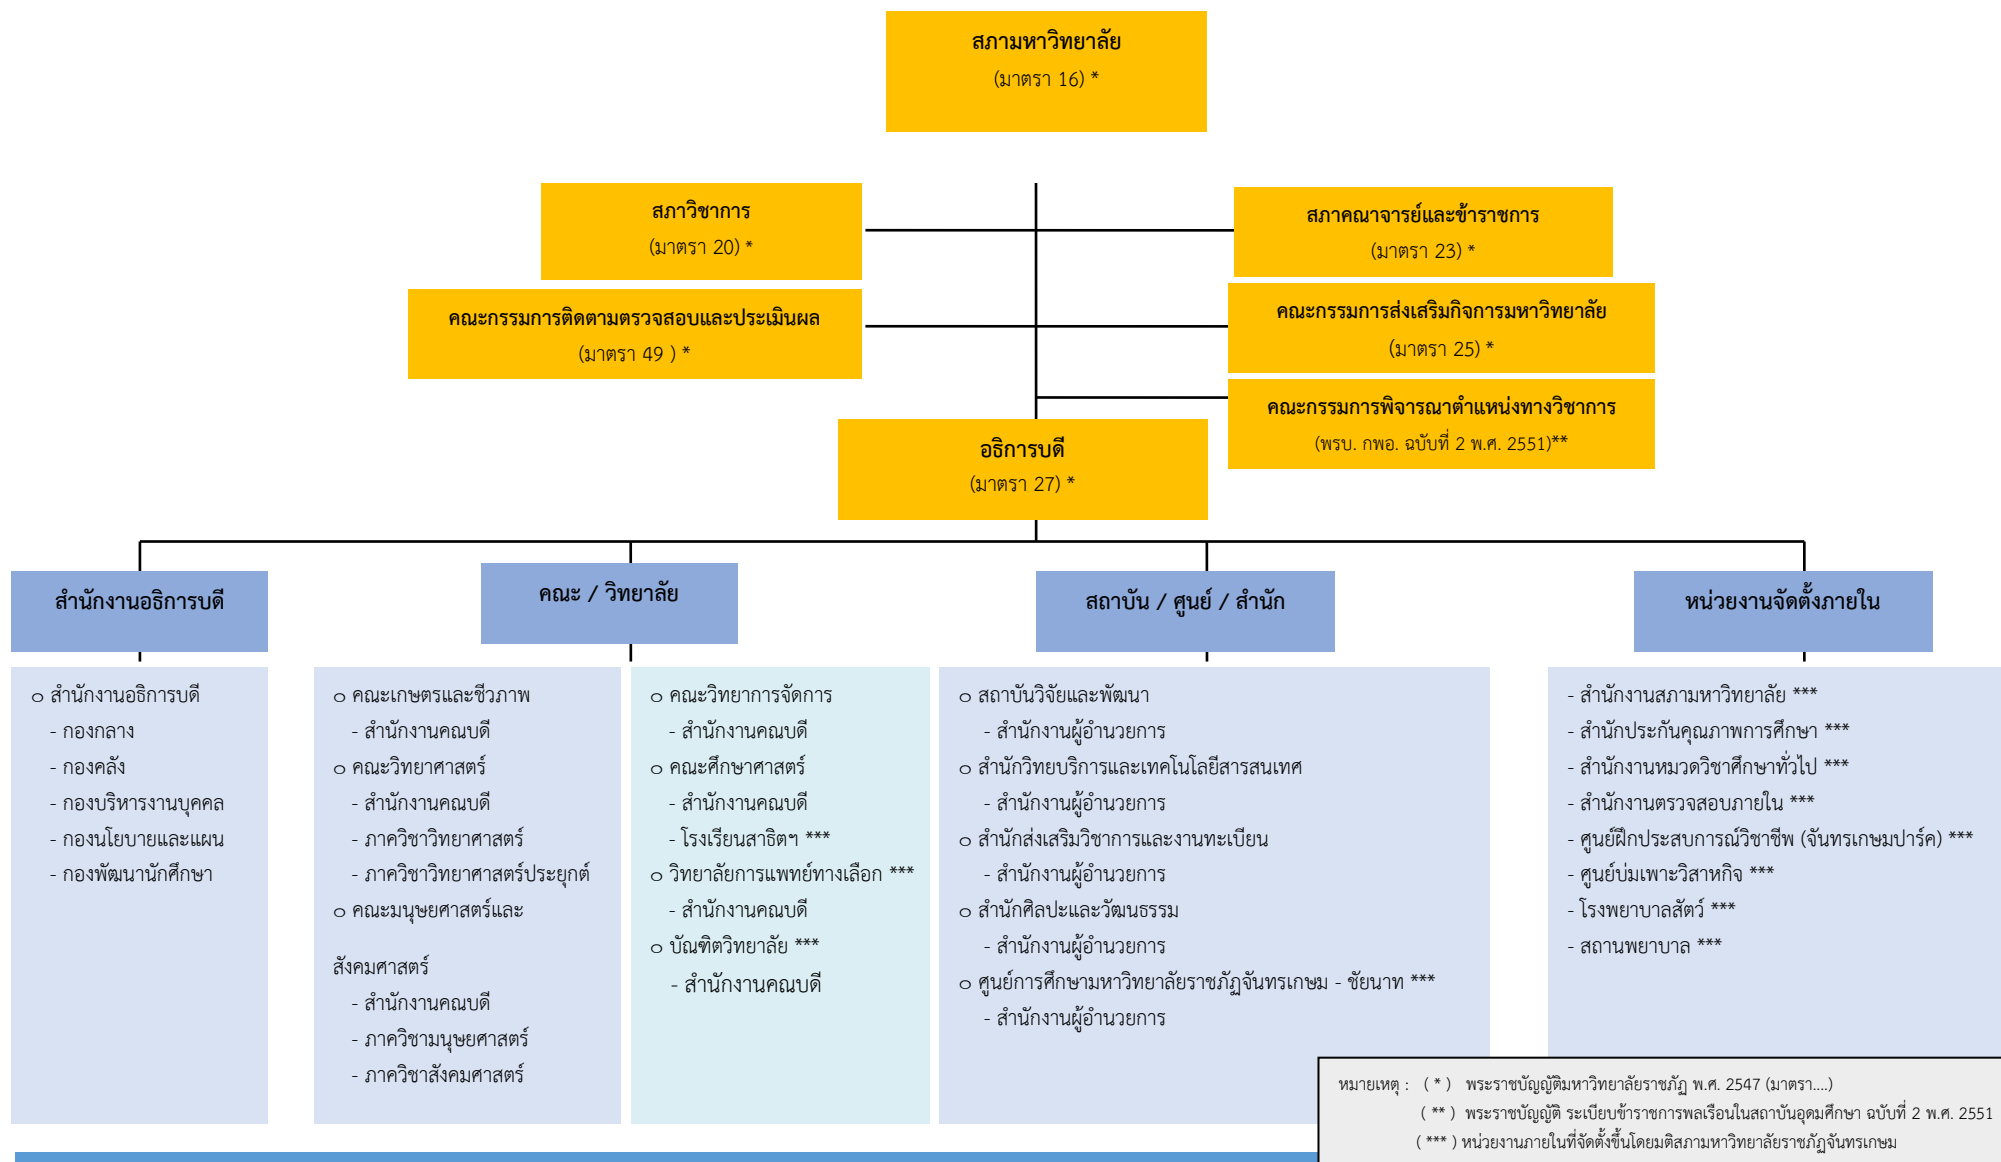 สภามหาวิทยาลัย
(มาตรา 16) *
สภาวิชาการ
(มาตรา 20) *
สภาคณาจารย์และข้าราชการ
(มาตรา 23) *
คณะกรรมการติดตามตรวจสอบและประเมินผล
(มาตรา 49 ) *
คณะกรรมการส่งเสริมกิจการมหาวิทยาลัย
(มาตรา 25) *
คณะกรรมการพิจารณาตำแหน่งทางวิชาการ
(พรบ. กพอ. ฉบับที่ 2 พ.ศ. 2551)**
อธิการบดี
(มาตรา 27) *
สำนักงานอธิการบดี
o สำนักงานอธิการบดี
- กองกลาง
- กองคลัง
- กองบริหารงานบุคคล
- กองนโยบายและแผน
- กองพัฒนานักศึกษา
คณะ / วิทยาลัย
o คณะเกษตรและชีวภาพ
- สำนักงานคณบดี
o คณะวิทยาศาสตร์
- สำนักงานคณบดี
- ภาควิชาวิทยาศาสตร์
- ภาควิชาวิทยาศาสตร์ประยุกต์
o คณะมนุษยศาสตร์และ
สังคมศาสตร์
- สำนักงานคณบดี
- ภาควิชามนุษยศาสตร์
- ภาควิชาสังคมศาสตร์
o คณะวิทยาการจัดการ
- สำนักงานคณบดี
o คณะศึกษาศาสตร์
- สำนักงานคณบดี
- โรงเรียนสาธิตฯ ***
o วิทยาลัยการแพทย์ทางเลือก ***
- สำนักงานคณบดี
o บัณฑิตวิทยาลัย ***
- สำนักงานคณบดี
สถาบัน / ศูนย์ / สำนัก
o สถาบันวิจัยและพัฒนา
- สำนักงานผู้อำนวยการ
o สำนักวิทยบริการและเทคโนโลยีสารสนเทศ
- สำนักงานผู้อำนวยการ
o สำนักส่งเสริมวิชาการและงานทะเบียน
- สำนักงานผู้อำนวยการ
o สำนักศิลปะและวัฒนธรรม
- สำนักงานผู้อำนวยการ
o ศูนย์การศึกษามหาวิทยาลัยราชภัฏจันทรเกษม - ชัยนาท ***
- สำนักงานผู้อำนวยการ
หน่วยงานจัดตั้งภายใน
- สำนักงานสภามหาวิทยาลัย ***
- สำนักประกันคุณภาพการศึกษา ***
- สำนักงานหมวดวิชาศึกษาทั่วไป ***
- สำนักงานตรวจสอบภายใน ***
- ศูนย์ฝึกประสบการณ์วิชาชีพ (จันทรเกษมปาร์ค) ***
- ศูนย์บ่มเพาะวิสาหกิจ ***
- โรงพยาบาลสัตว์ ***
- สถานพยาบาล ***
หมายเหตุ : ( * ) พระราชบัญญัติมหาวิทยาลัยราชภัฏ พ.ศ. 2547 (มาตรา....)
( ** ) พระราชบัญญัติ ระเบียบข้าราชการพลเรือนในสถาบันอุดมศึกษา ฉบับที่ 2 พ.ศ. 2551
( *** ) หน่วยงานภายในที่จัดตั้งขึ้นโดยมติสภามหาวิทยาลัยราชภัฏจันทรเกษม